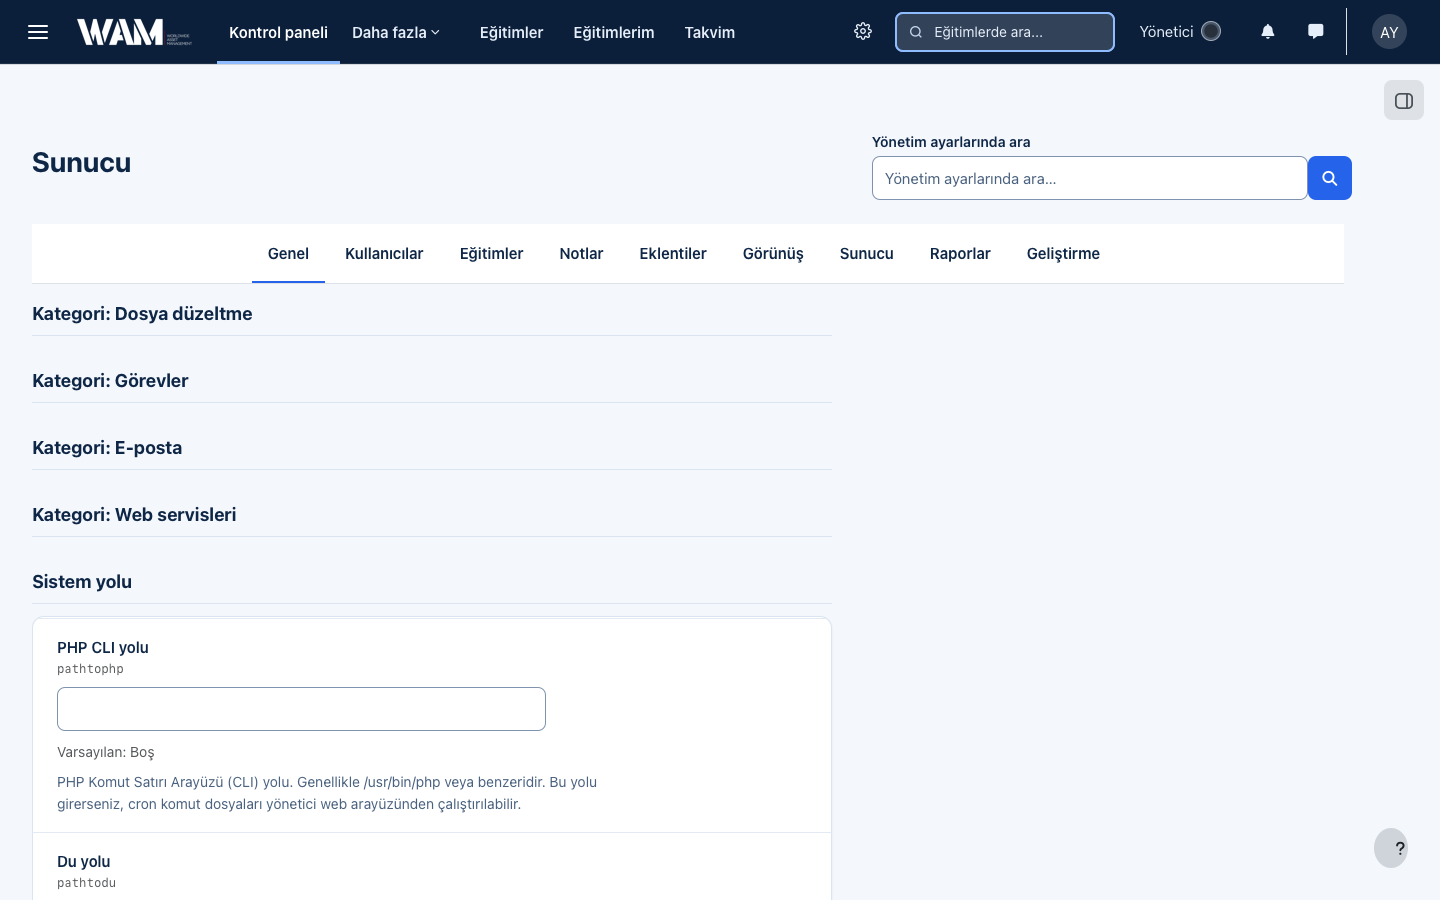 WAM WORLDWIDE ASSET MANAGEMENT
Kontrol paneli
Daha fazla
Eğitimler
Eğitimlerim
Takvim
Eğitimlerde ara...
Yönetici
AY
Sunucu
Yönetim ayarlarında ara
Yönetim ayarlarında ara...
Genel
Kullanıcılar
Eğitimler
Notlar
Eklentiler
Görünüş
Sunucu
Raporlar
Geliştirme
Kategori: Dosya düzeltme
Kategori: Görevler
Kategori: E-posta
Kategori: Web servisleri
Sistem yolu
PHP CLI yolu
pathtophp
Varsayılan: Boş
PHP Komut Satırı Arayüzü (CLI) yolu. Genellikle /usr/bin/php veya benzeridir. Bu yolu
girerseniz, cron komut dosyaları yönetici web arayüzünden çalıştırılabilir.
Du yolu
pathtodu
?